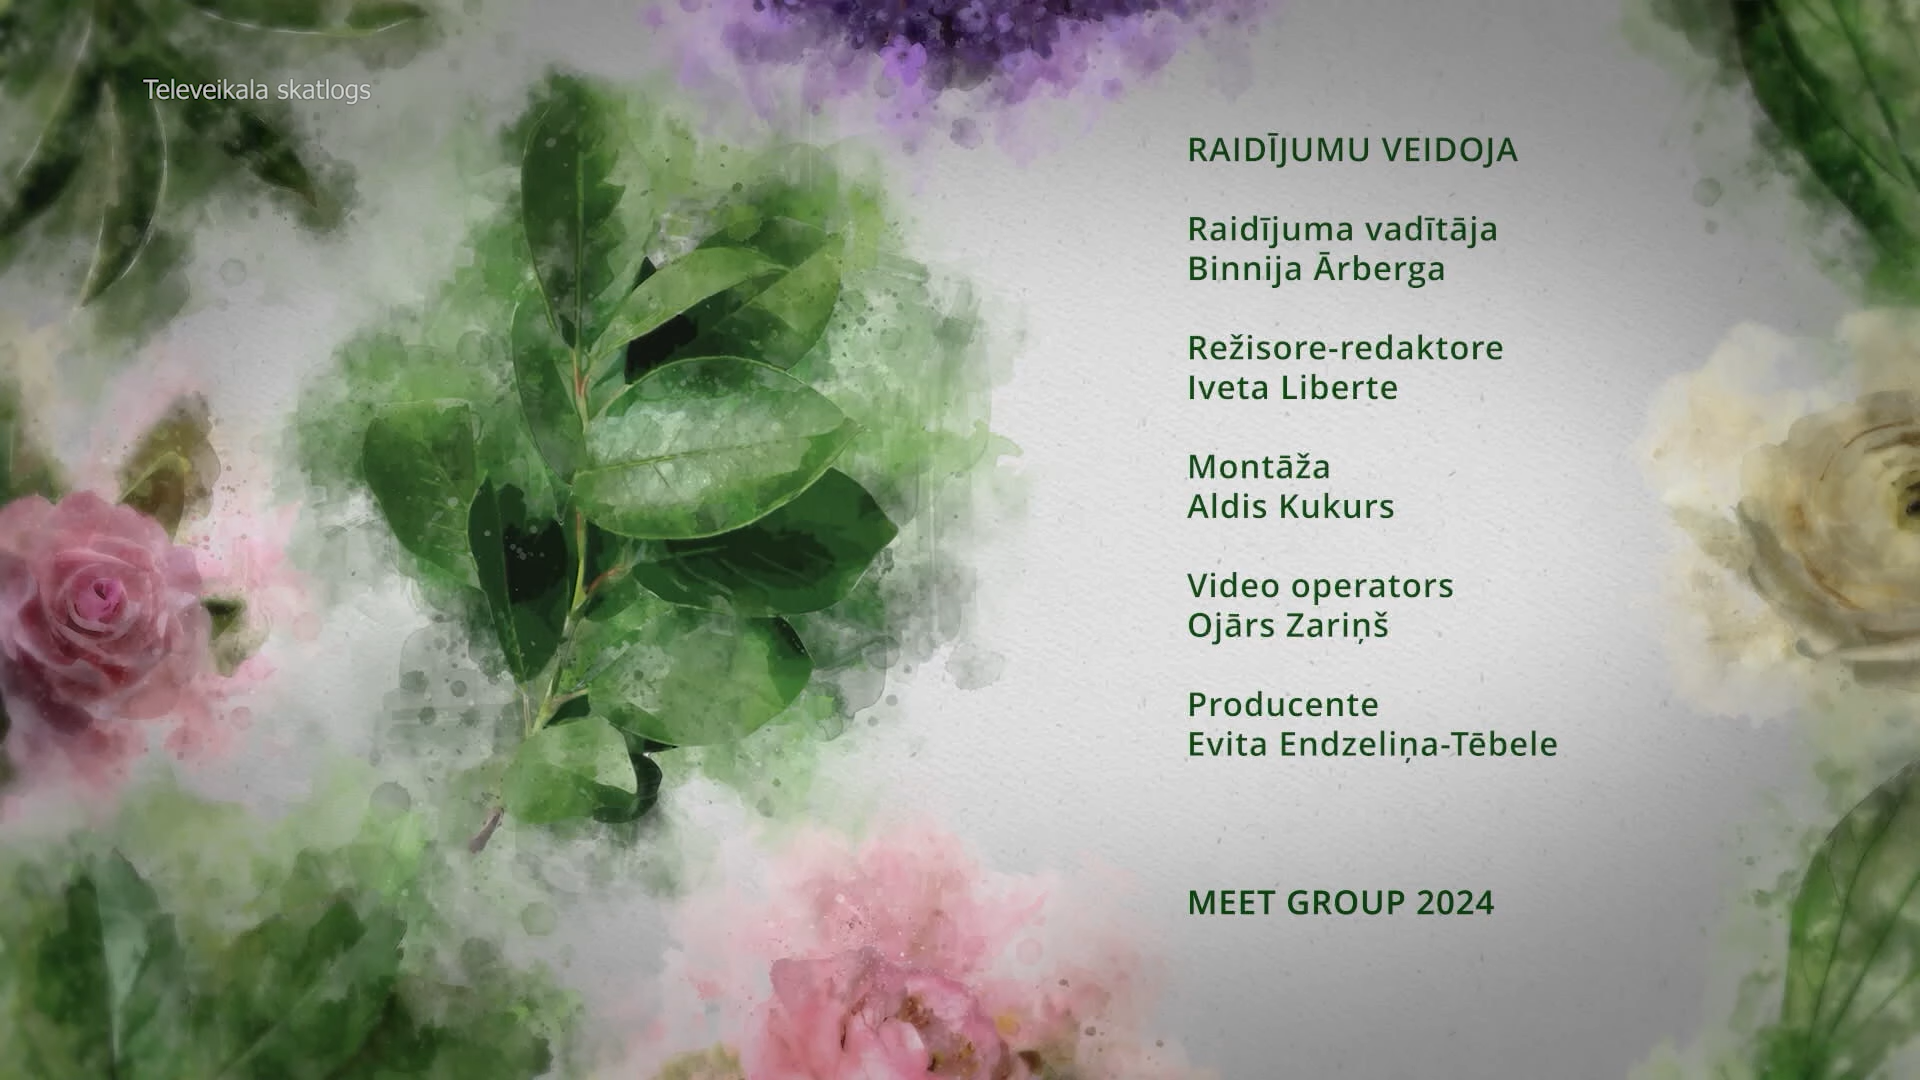 Televeikala skatlogs
RAIDĪJUMU VEIDOJA
Raidījuma vadītāja
Binnija Ārberga
Režisore-redaktore
Iveta Liberte
Montāža
Aldis Kukurs
Video operators
Ojārs Zariņš
Producente
Evita Endzeliņa-Tēbele
MEET GROUP 2024